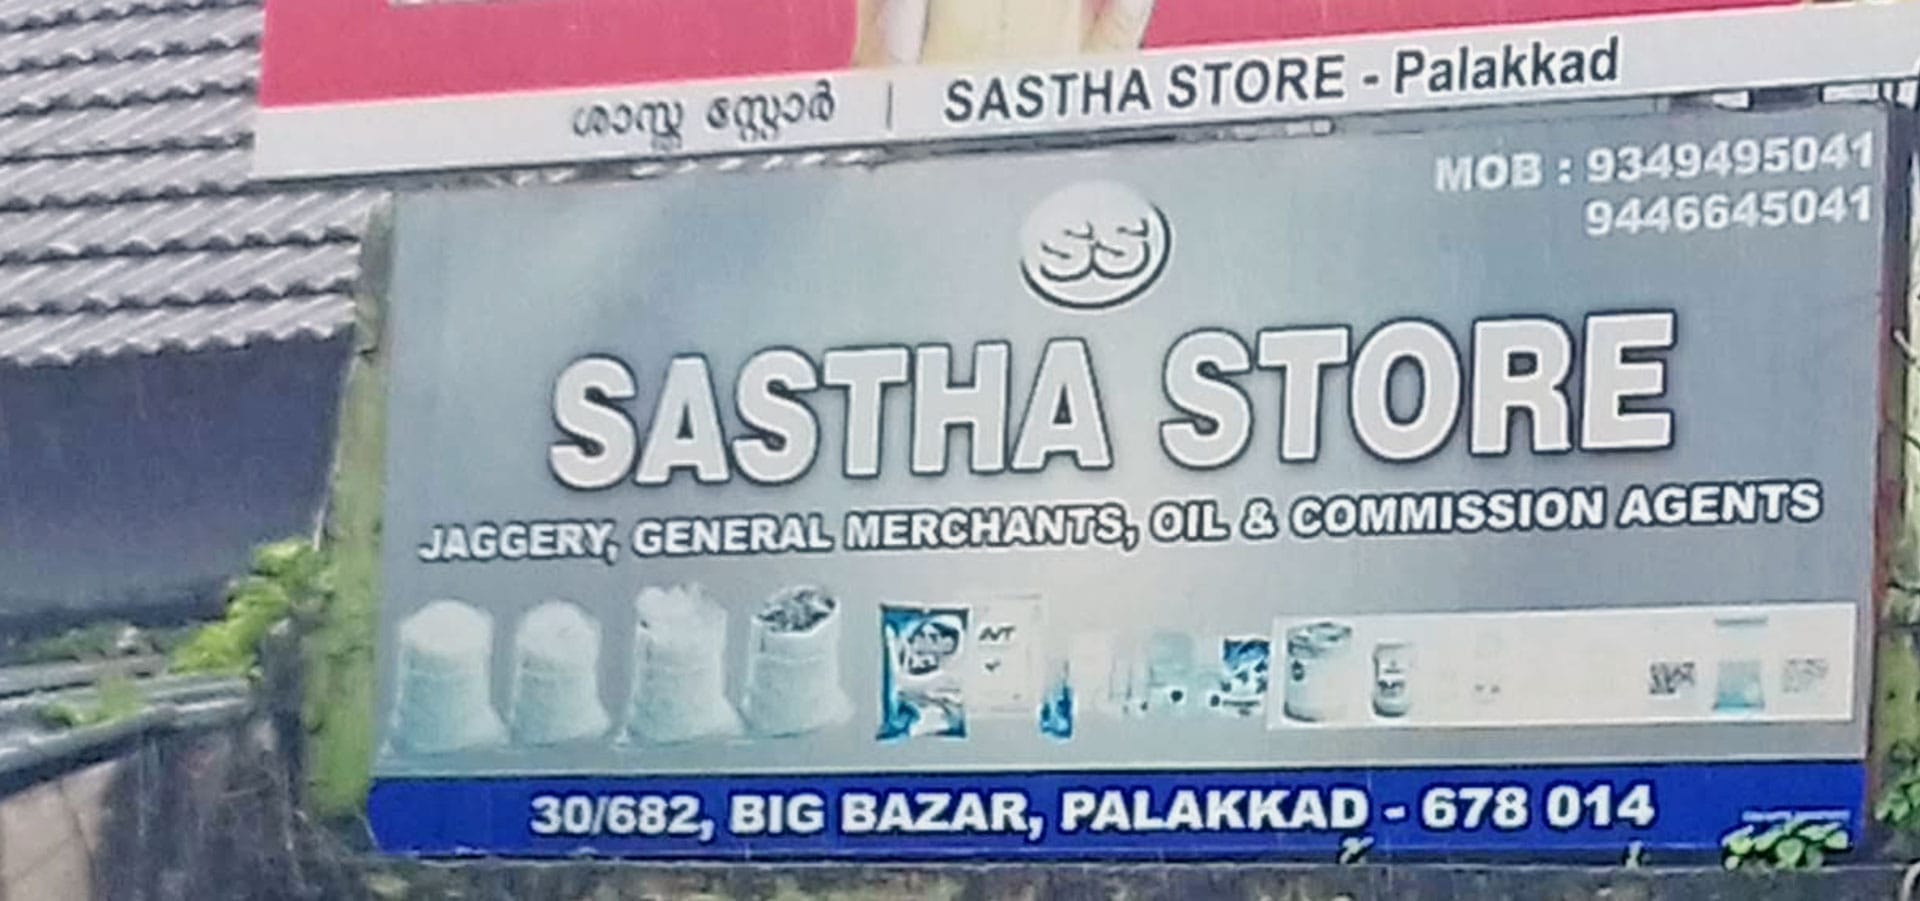 ശാസ്താ സ്റ്റോർ | SASTHA STORE - Palakkad
MOB : 9349495041
9446645041
SS
SASTHA STORE
JAGGERY, GENERAL MERCHANTS, OIL & COMMISSION AGENTS
AVT
30/682, BIG BAZAR, PALAKKAD - 678 014